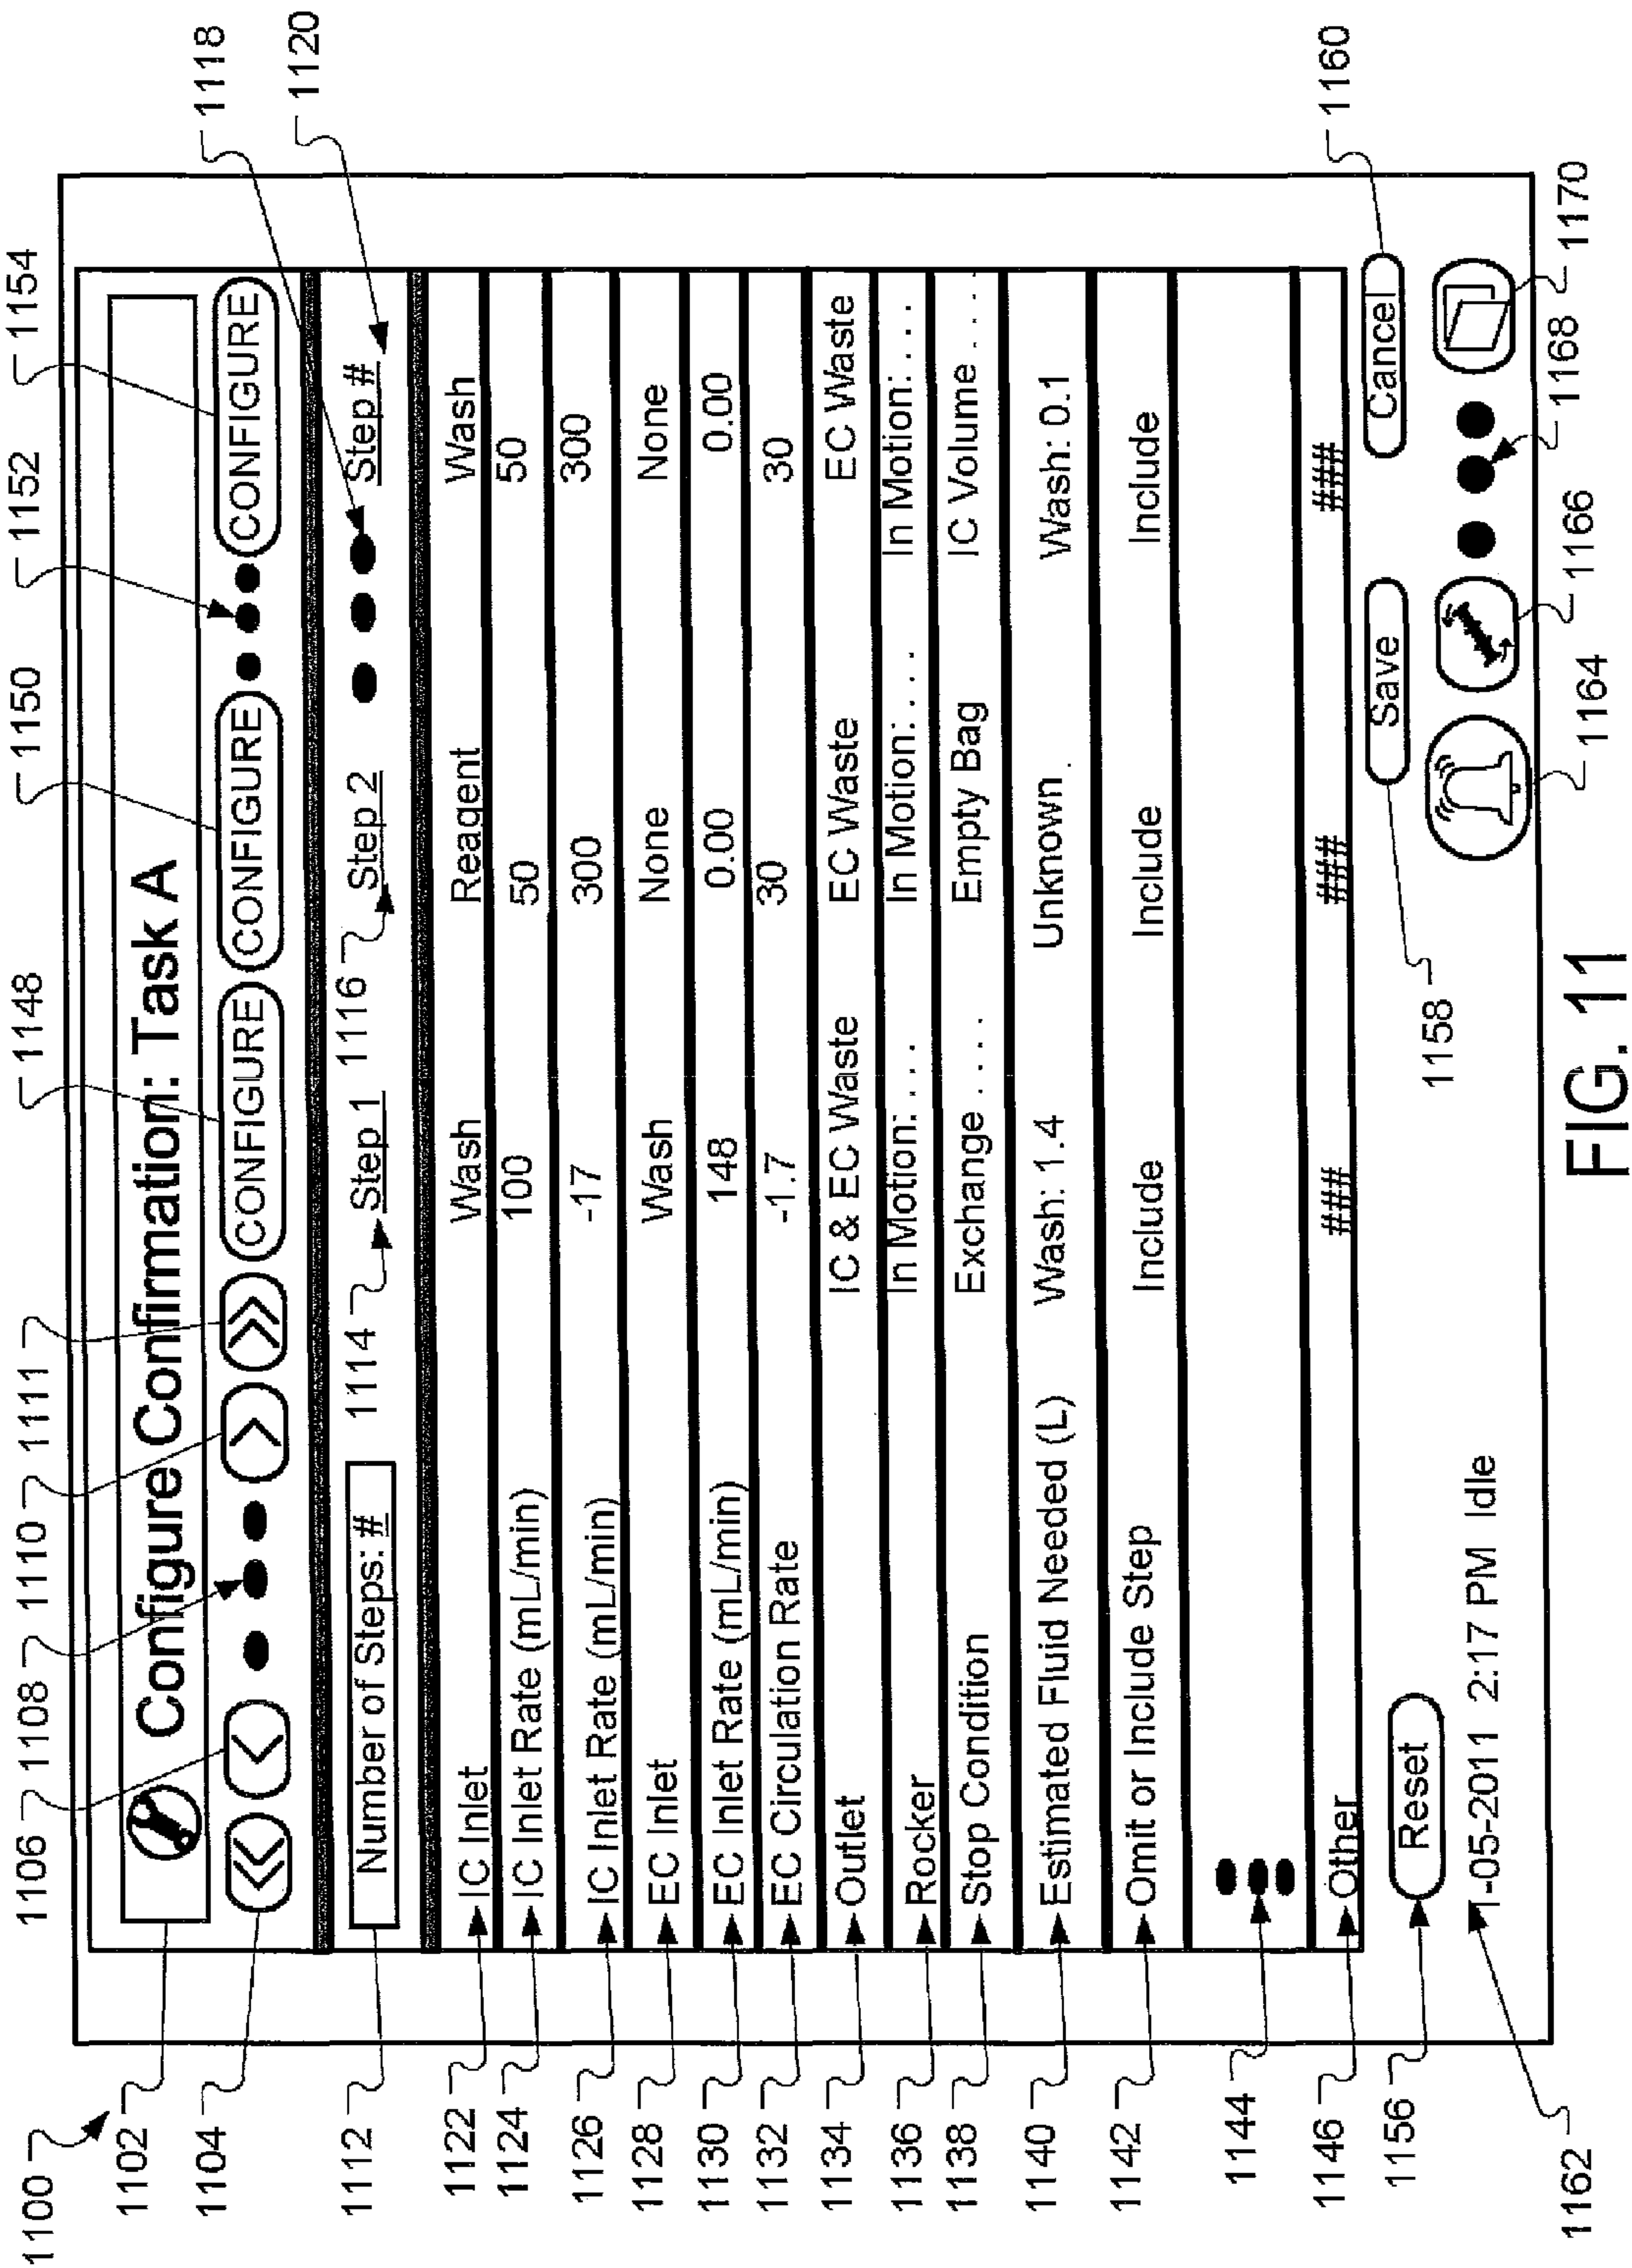 1100
1106 1108 1110 1111 1148 1150 1152 1154
1118
1120
1102 Configure Confirmation: Task A
1104 CONFIGURE CONFIGURE CONFIGURE
1112 Number of Steps: # 1114 Step 1 1116 Step 2 Step #
1122 IC Inlet Wash Reagent Wash
1124 IC Inlet Rate (mL/min) 100 50 50
1126 IC Inlet Rate (mL/min) -17 300 300
1128 EC Inlet Wash None None
1130 EC Inlet Rate (mL/min) 148 0.00 0.00
1132 EC Circulation Rate -1.7 30 30
1134 Outlet IC & EC Waste EC Waste EC Waste
1136 Rocker In Motion:.... In Motion:.... In Motion:....
1138 Stop Condition Exchange ..... Empty Bag IC Volume ....
1140 Estimated Fluid Needed (L) Wash: 1.4 Unknown Wash: 0.1
1142 Omit or Include Step Include Include Include
1144
1146 Other ### ### ###
1156 Reset Save Cancel 1160
1158
1162 1-05-2011 2:17 PM Idle
1164 1166 1168 1170
FIG. 11